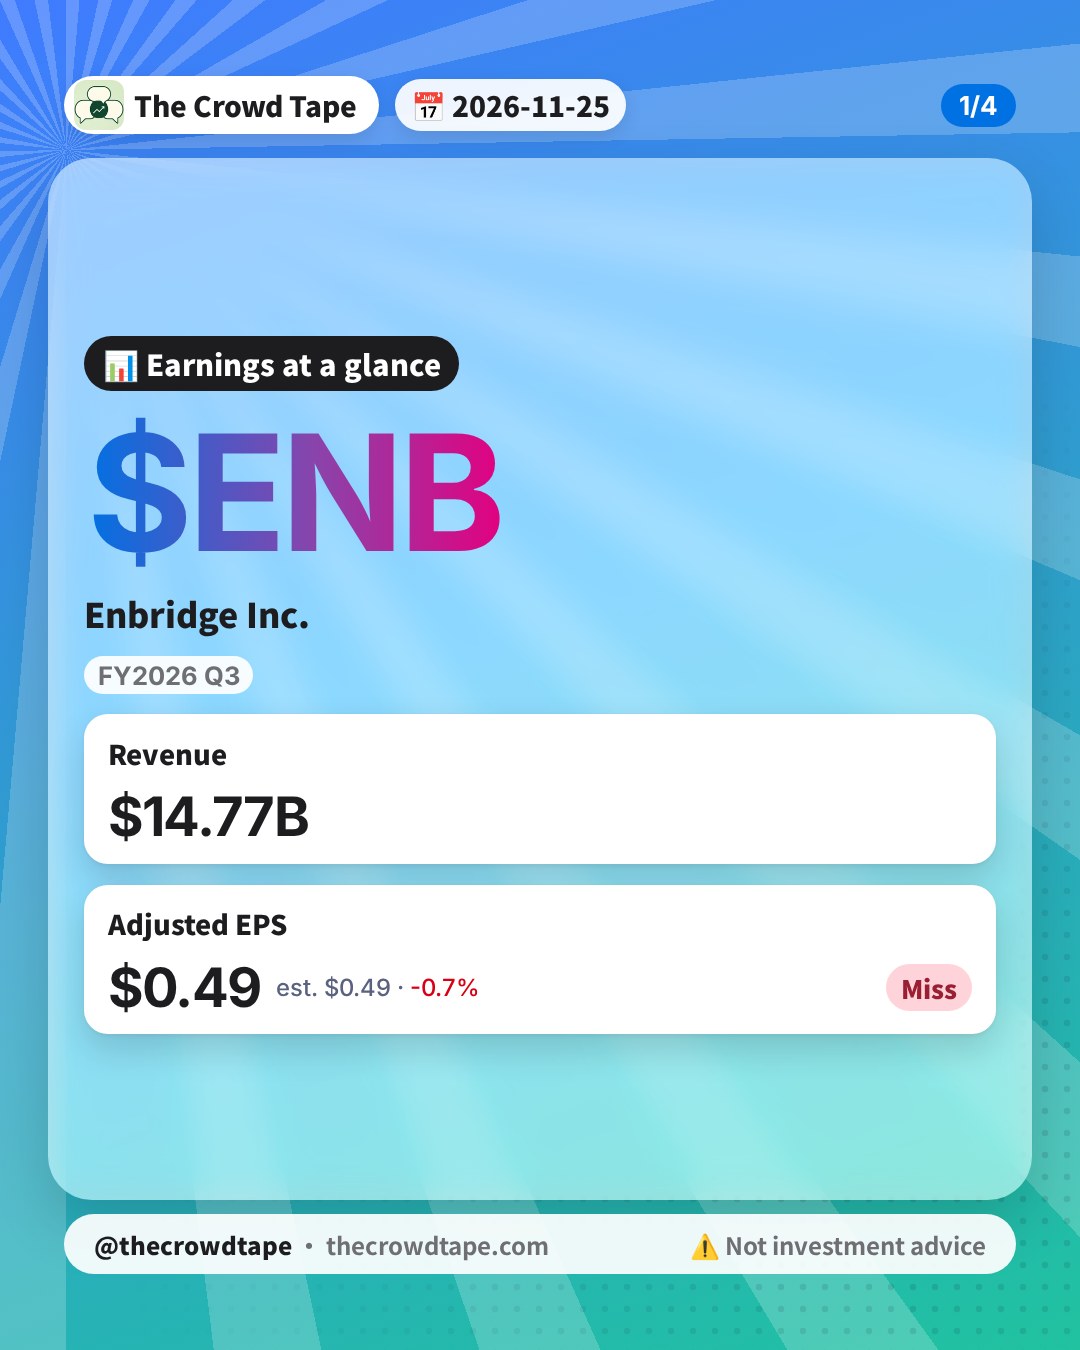 The Crowd Tape
📅 2026-11-25
1/4
📊 Earnings at a glance
$ENB
Enbridge Inc.
FY2026 Q3
Revenue
$14.77B
Adjusted EPS
$0.49 est. $0.49 · -0.7%
Miss
@thecrowdtape • thecrowdtape.com
⚠️ Not investment advice